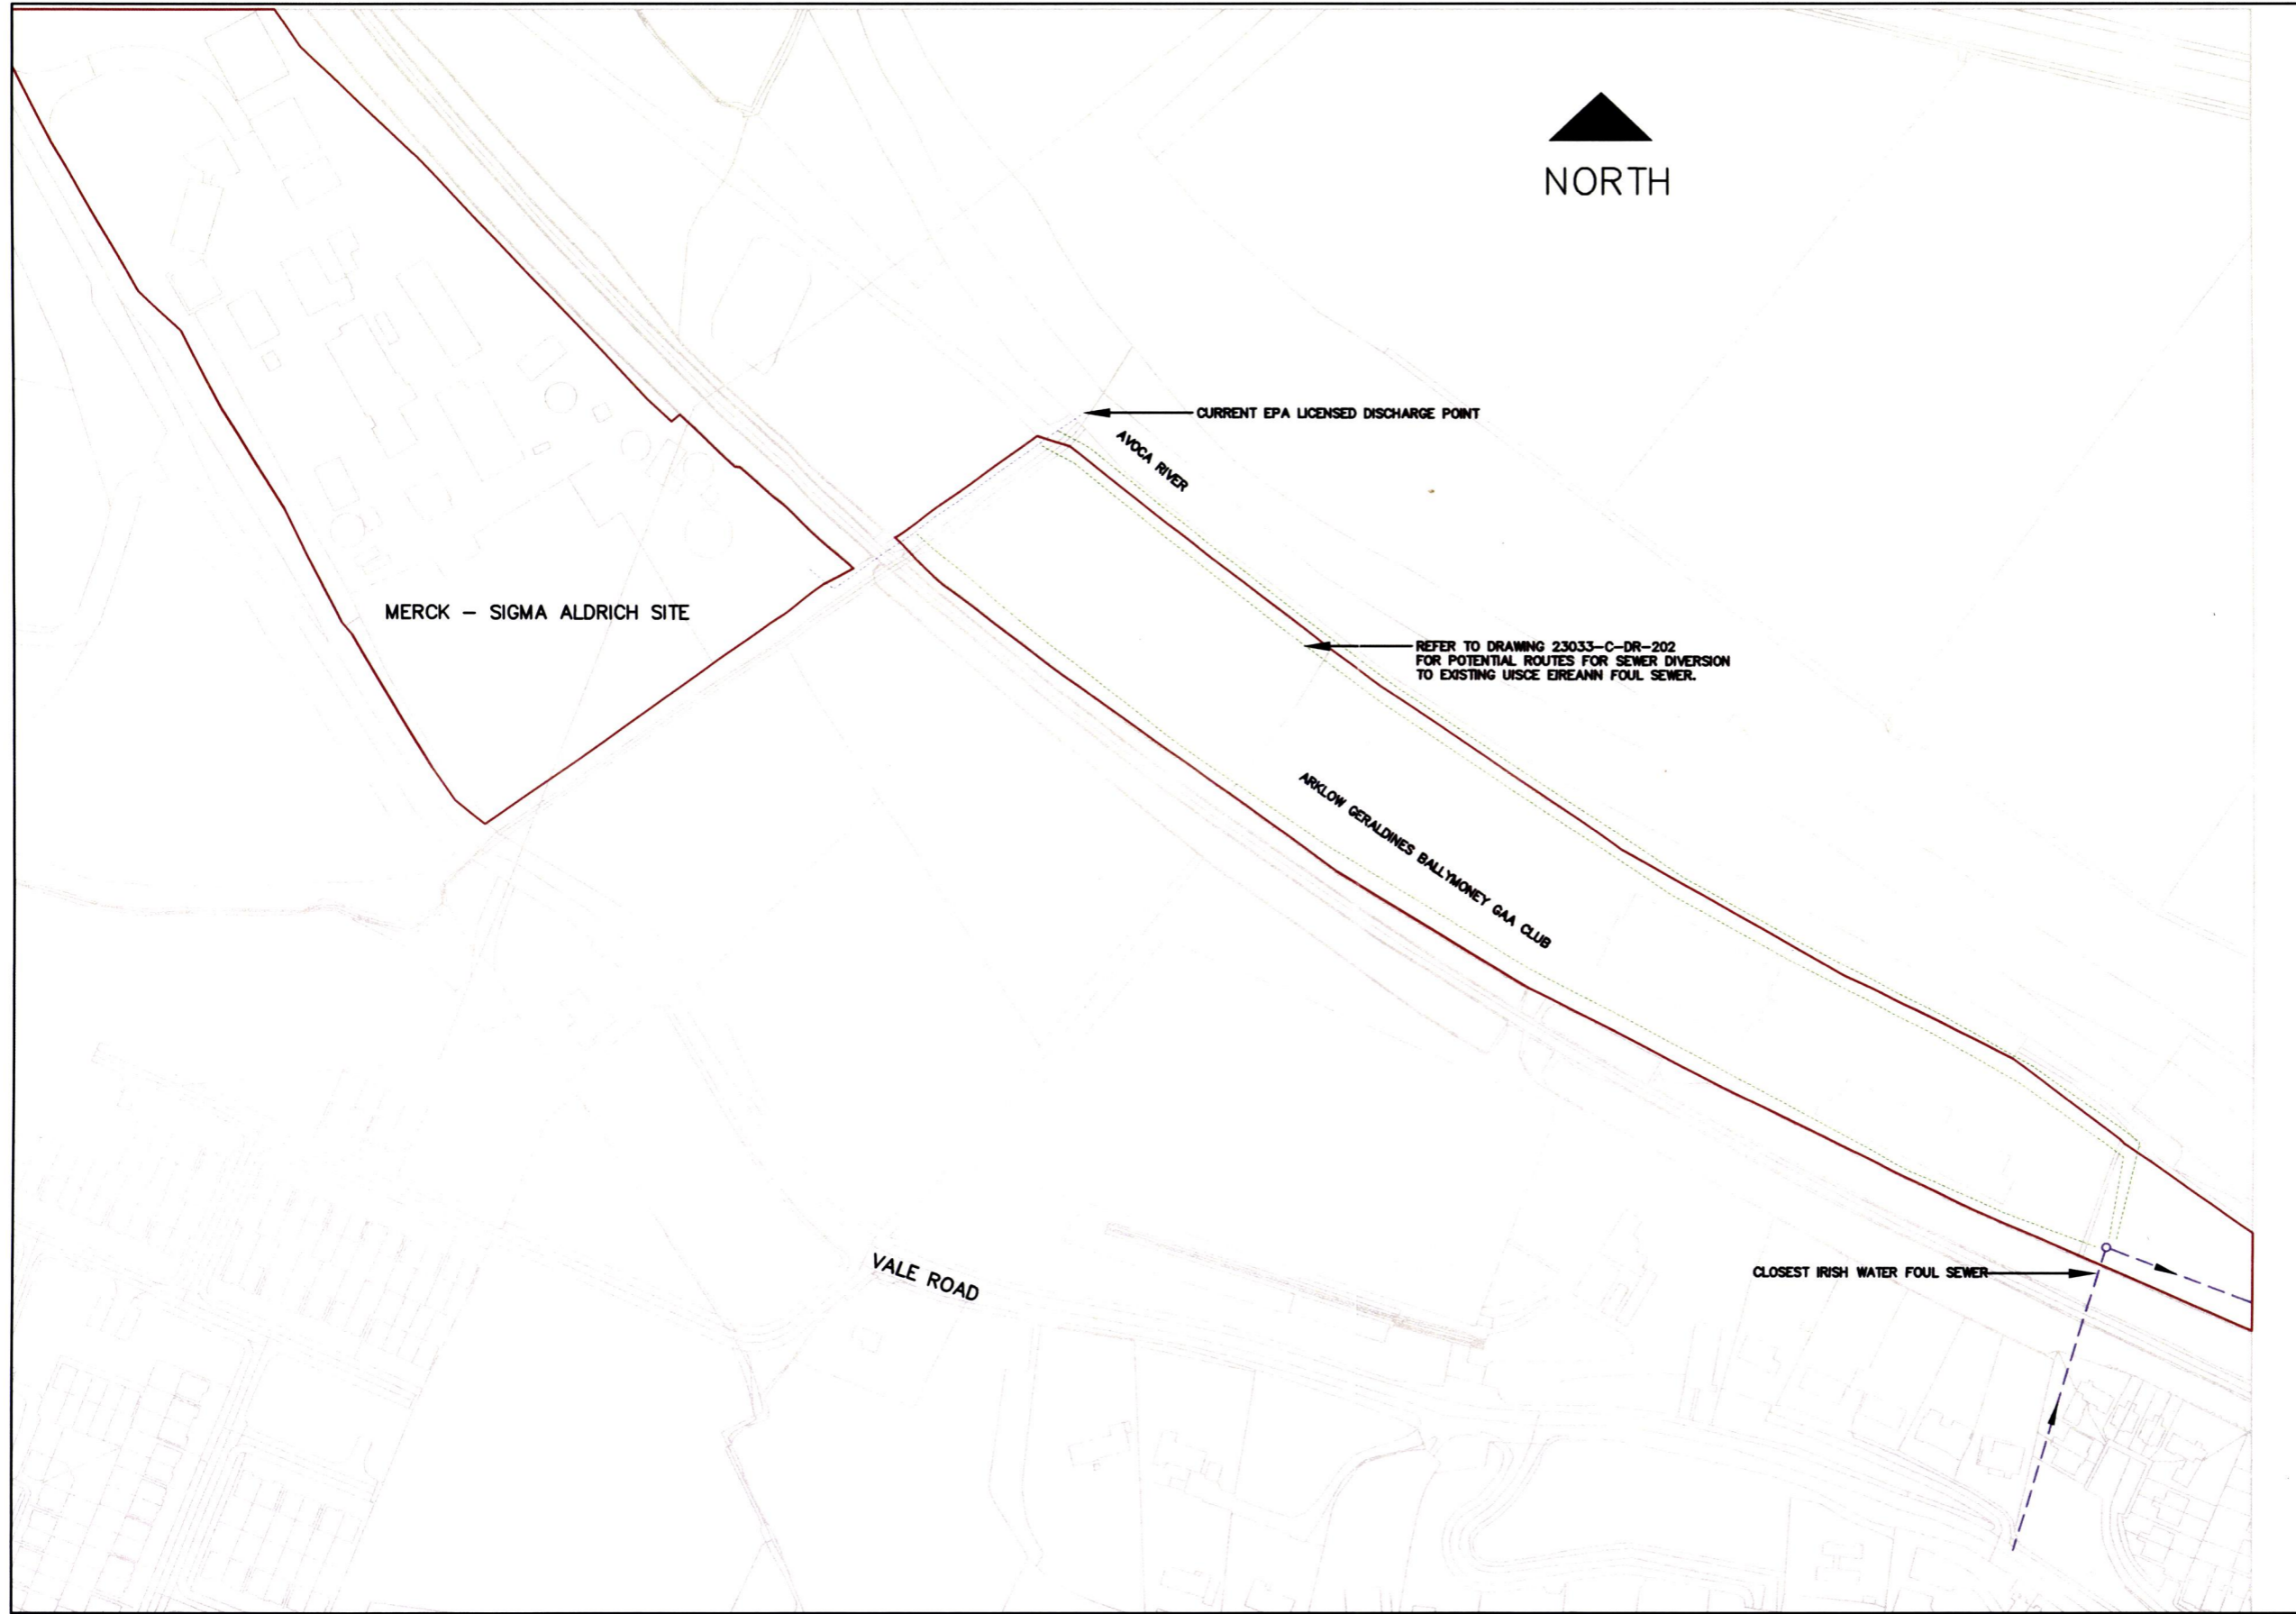 NORTH
CURRENT EPA LICENSED DISCHARGE POINT
AVOCA RIVER
MERCK – SIGMA ALDRICH SITE
REFER TO DRAWING 23033-C-DR-202
FOR POTENTIAL ROUTES FOR SEWER DIVERSION
TO EXISTING UISCE EIREANN FOUL SEWER.
ARKLOW GERALDINES BALLYMONEY GAA CLUB
VALE ROAD
CLOSEST IRISH WATER FOUL SEWER